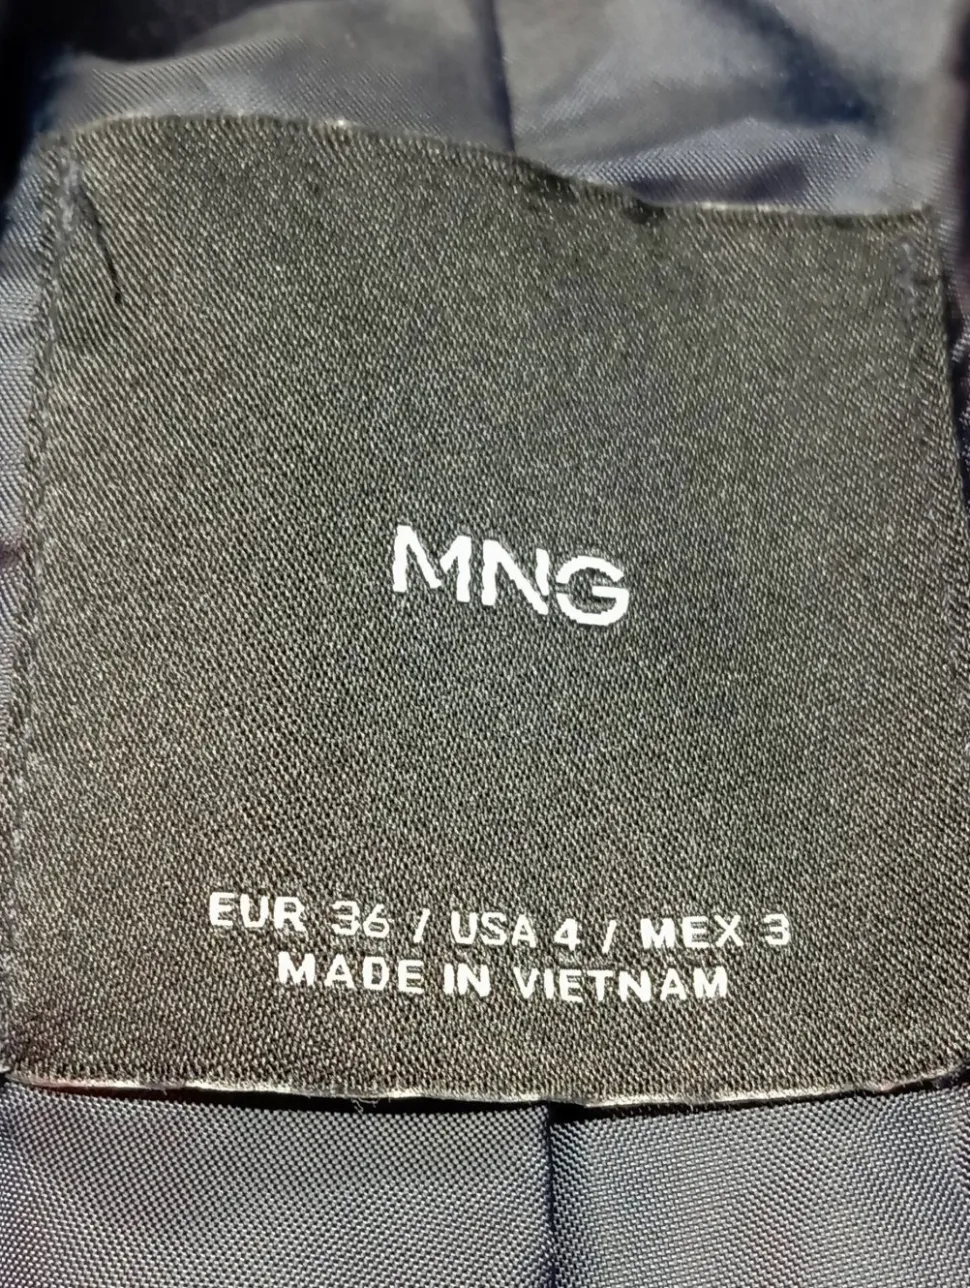 MNG
EUR 36 / USA 4 / MEX 3
MADE IN VIETNAM